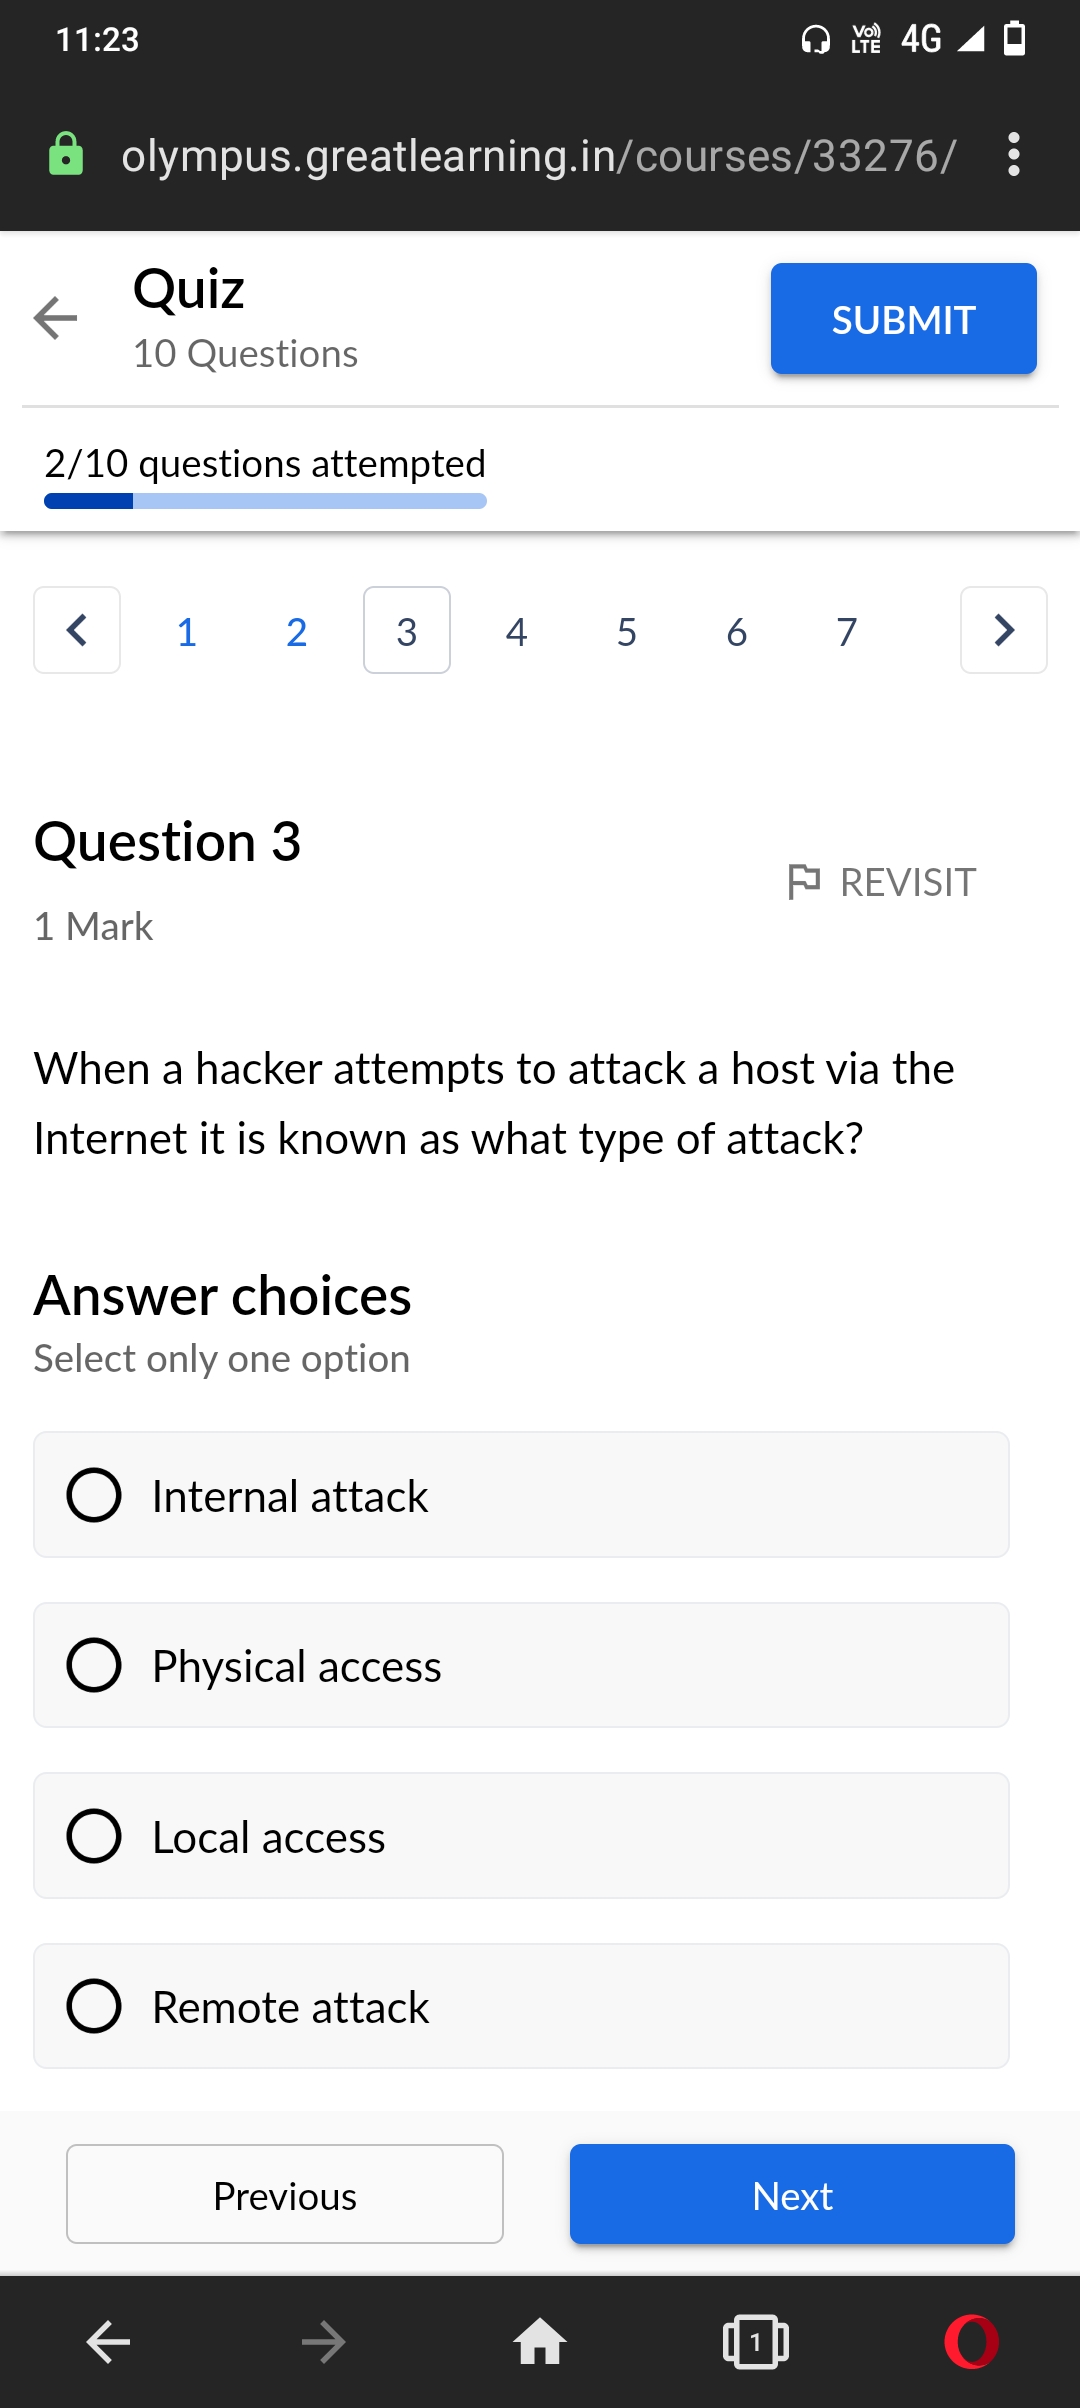 11:23
Vo)) LTE 4G
olympus.greatlearning.in/courses/33276/
Quiz
10 Questions
SUBMIT
2/10 questions attempted
1 2 3 4 5 6 7
Question 3
1 Mark
REVISIT
When a hacker attempts to attack a host via the
Internet it is known as what type of attack?
Answer choices
Select only one option
Internal attack
Physical access
Local access
Remote attack
Previous
Next
1